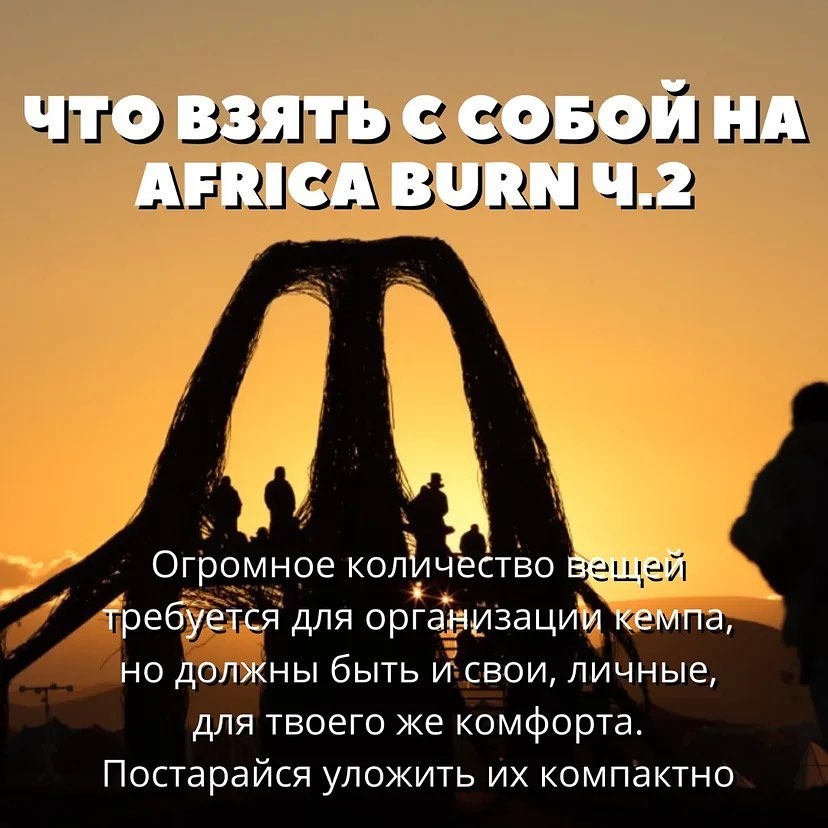 ЧТО ВЗЯТЬ С СОБОЙ НА
AFRICA BURN Ч.2
Огромное количество вещей
требуется для организации кемпа,
но должны быть и свои, личные,
для твоего же комфорта.
Постарайся уложить их компактно